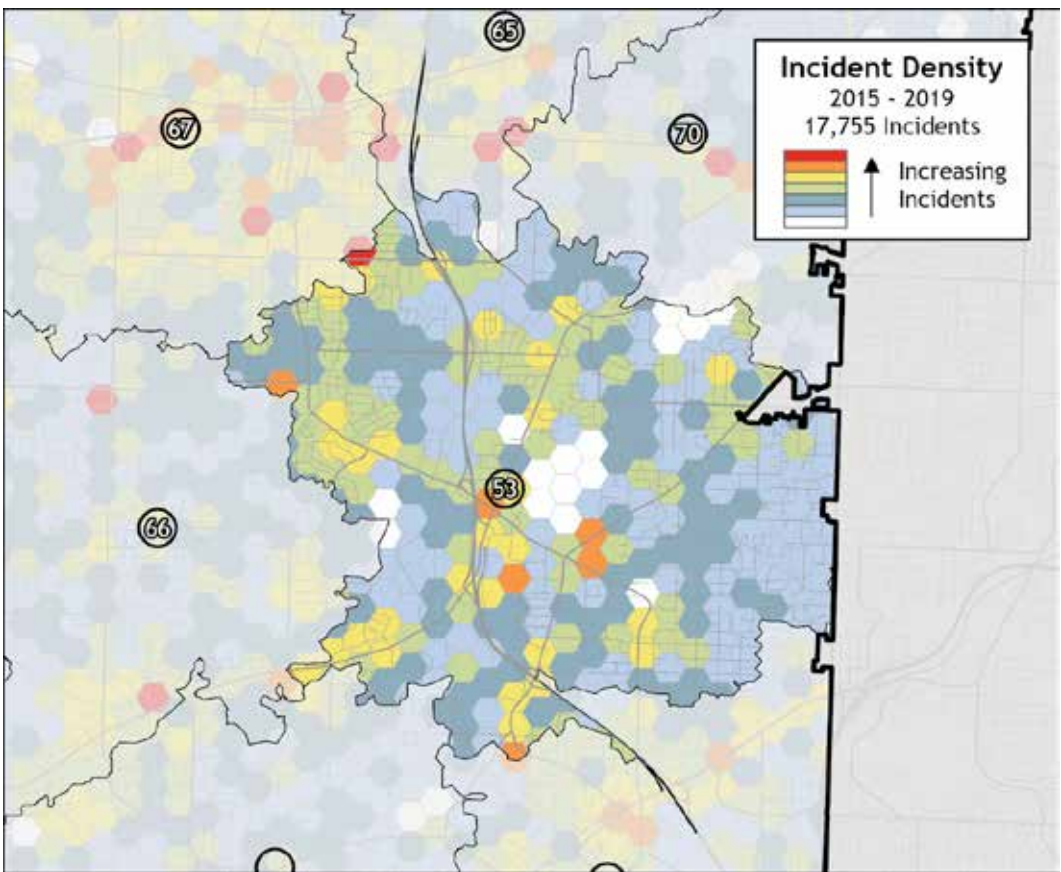 65
67
70
Incident Density
2015 - 2019
17,755 Incidents
Increasing
Incidents
53
66